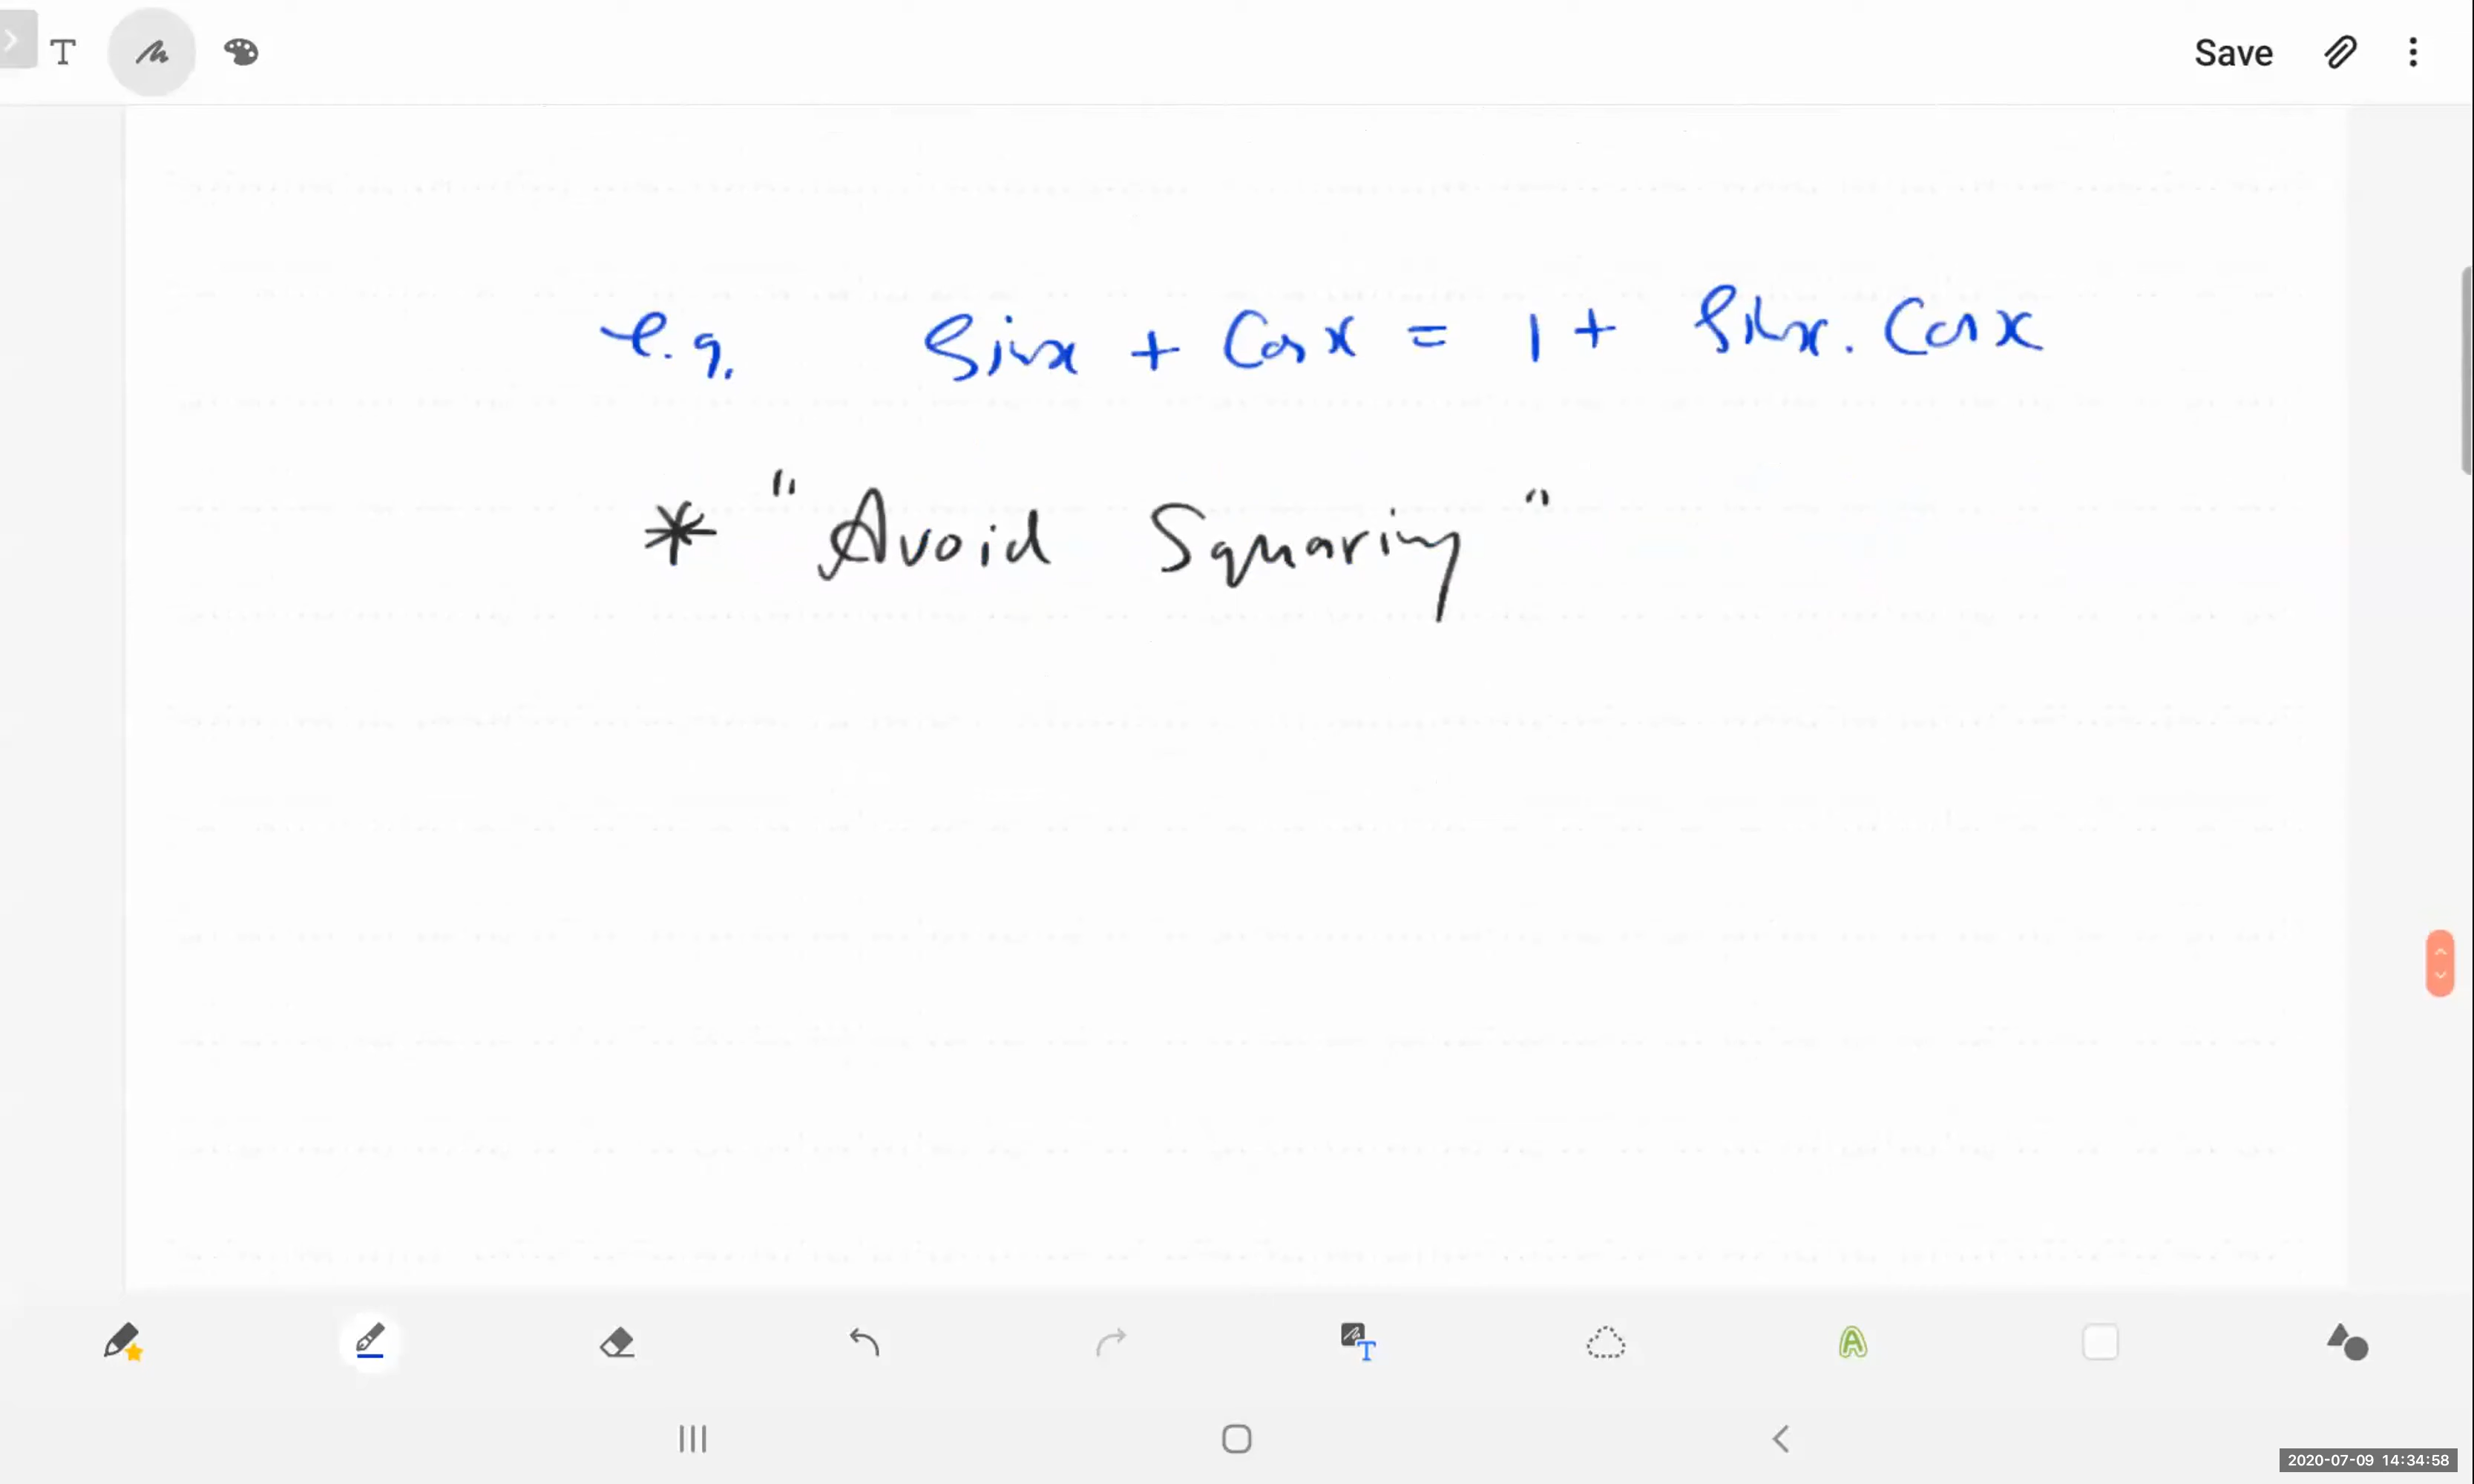 T
Save
e.g. Sinx + Cosx = 1 + Sinx. Cosx
* "Avoid Squaring"
T
A
2020-07-09 14:34:58